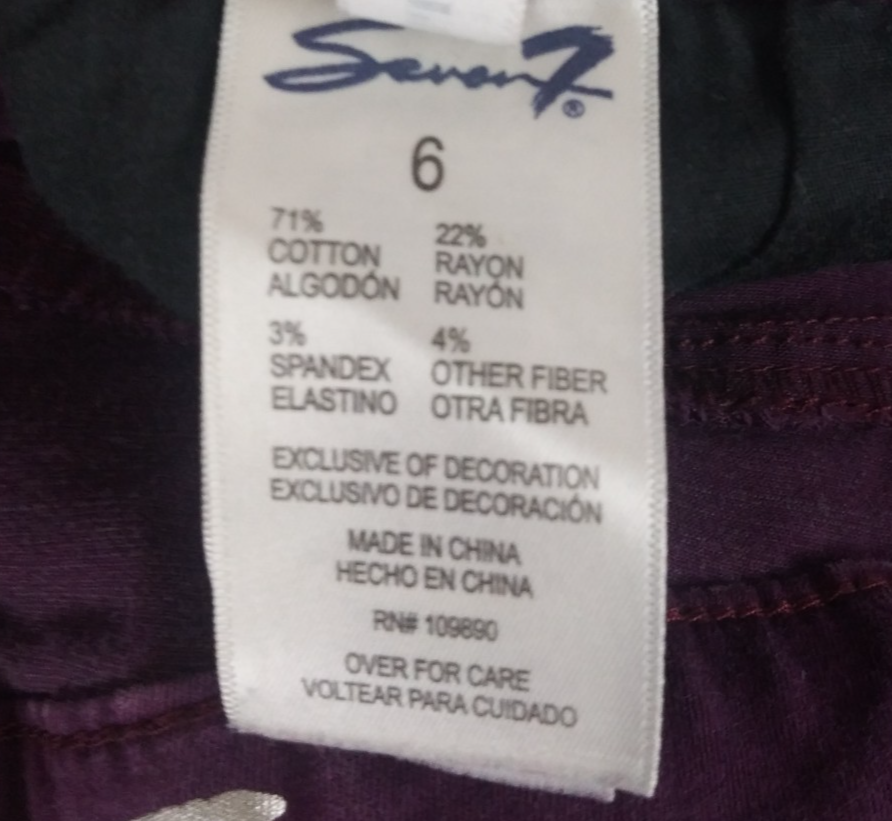 Seven7®
6
71%
COTTON
ALGODÓN
22%
RAYON
RAYÓN
3%
SPANDEX
ELASTINO
4%
OTHER FIBER
OTRA FIBRA
EXCLUSIVE OF DECORATION
EXCLUSIVO DE DECORACIÓN
MADE IN CHINA
HECHO EN CHINA
RN# 109890
OVER FOR CARE
VOLTEAR PARA CUIDADO